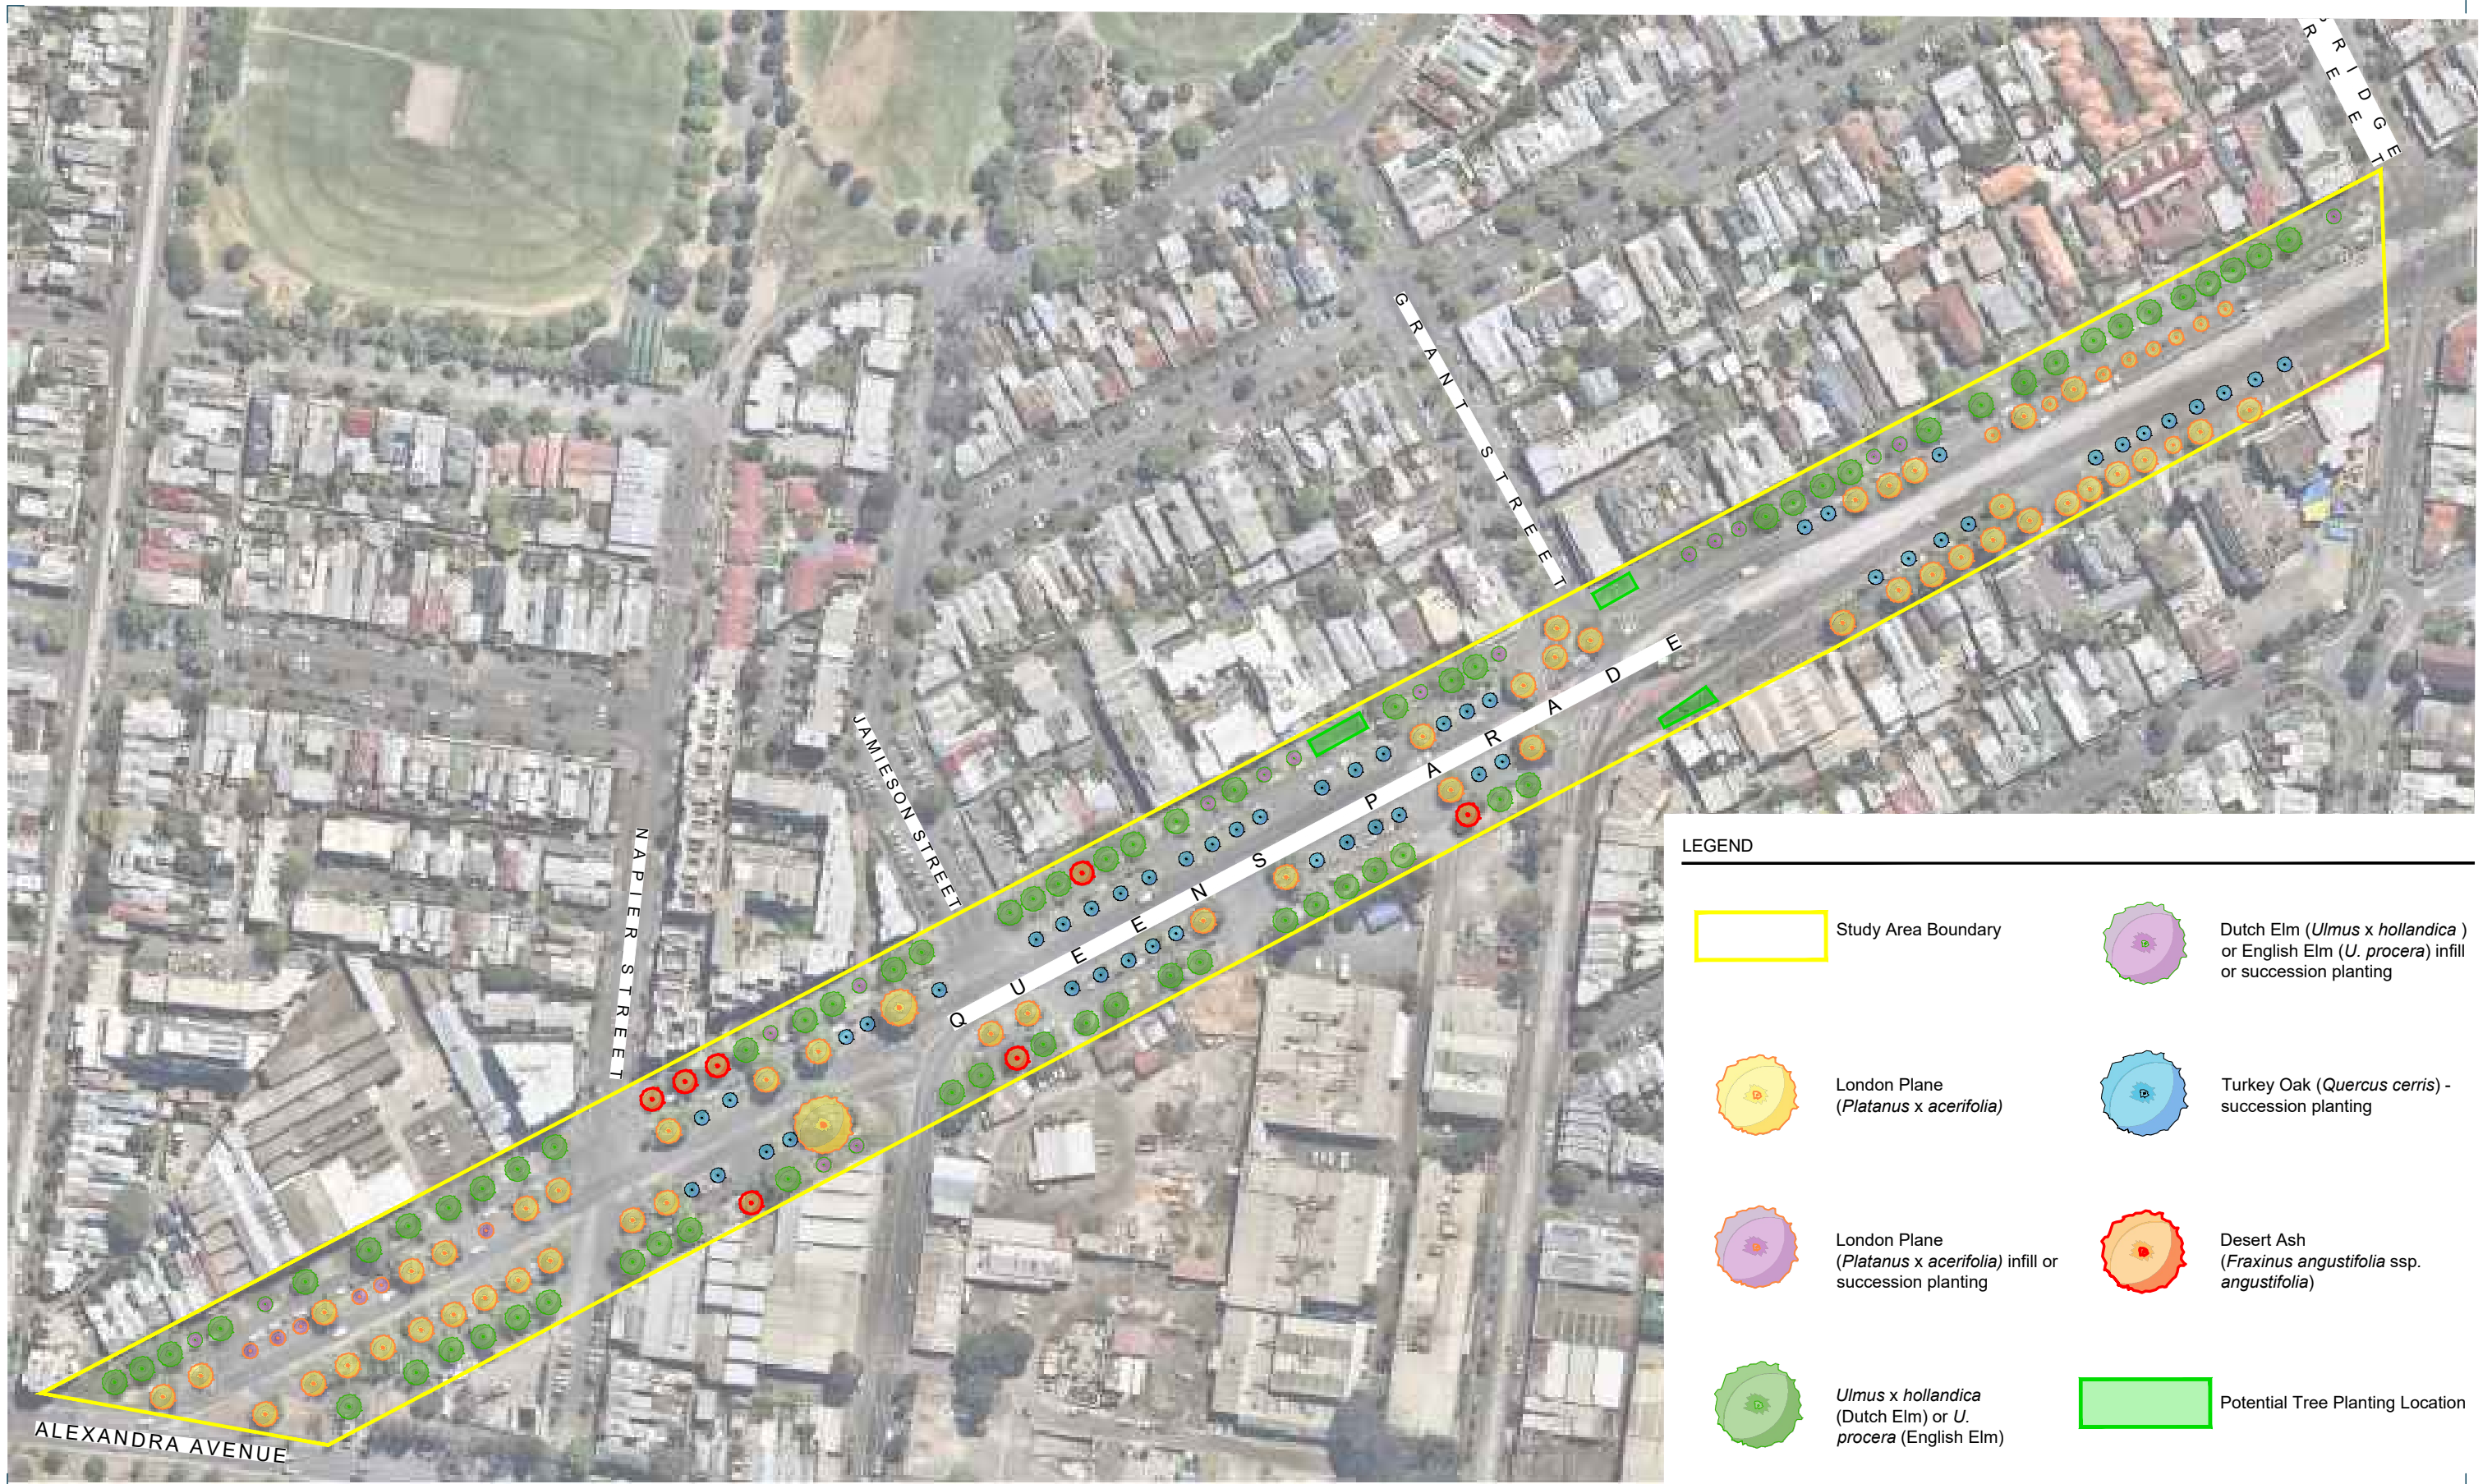 GRANT STREET
JAMIESON STREET
NAPIER STREET
QUEENS PARADE
ALEXANDRA AVENUE
LEGEND
Study Area Boundary
London Plane
(Platanus x acerifolia)
London Plane
(Platanus x acerifolia) infill or
succession planting
Ulmus x hollandica
(Dutch Elm) or U.
procera (English Elm)
Dutch Elm (Ulmus x hollandica )
or English Elm (U. procera) infill
or succession planting
Turkey Oak (Quercus cerris) -
succession planting
Desert Ash
(Fraxinus angustifolia ssp.
angustifolia)
Potential Tree Planting Location